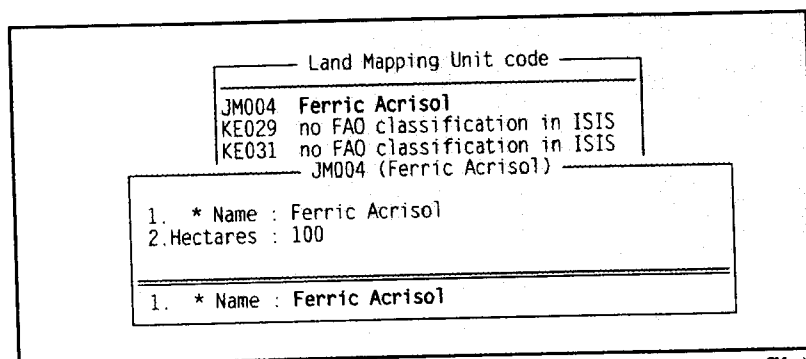 Land Mapping Unit code
JM004 Ferric Acrisol
KE029 no FAO classification in ISIS
KE031 no FAO classification in ISIS
JM004 (Ferric Acrisol)
1. * Name : Ferric Acrisol
2.Hectares : 100
1. * Name : Ferric Acrisol